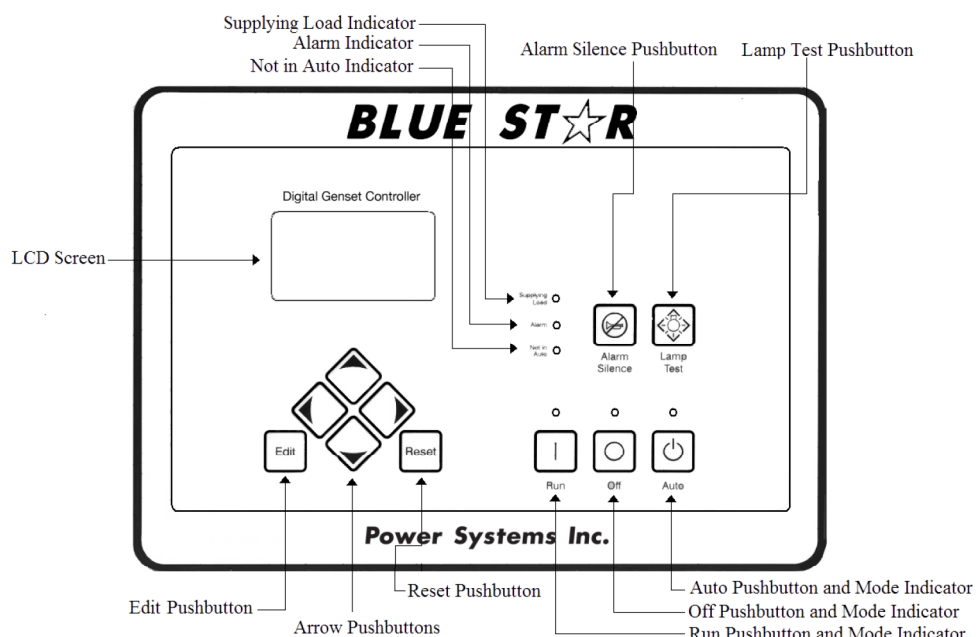 Supplying Load Indicator
Alarm Indicator
Not in Auto Indicator
Alarm Silence Pushbutton
Lamp Test Pushbutton
BLUE ST☆R
Digital Genset Controller
LCD Screen
Supplying
Load
Alarm
Not in
Auto
Alarm
Silence
Lamp
Test
Edit
Reset
Run
Off
Auto
Power Systems Inc.
Edit Pushbutton
Arrow Pushbuttons
Reset Pushbutton
Auto Pushbutton and Mode Indicator
Off Pushbutton and Mode Indicator
Run Pushbutton and Mode Indicator